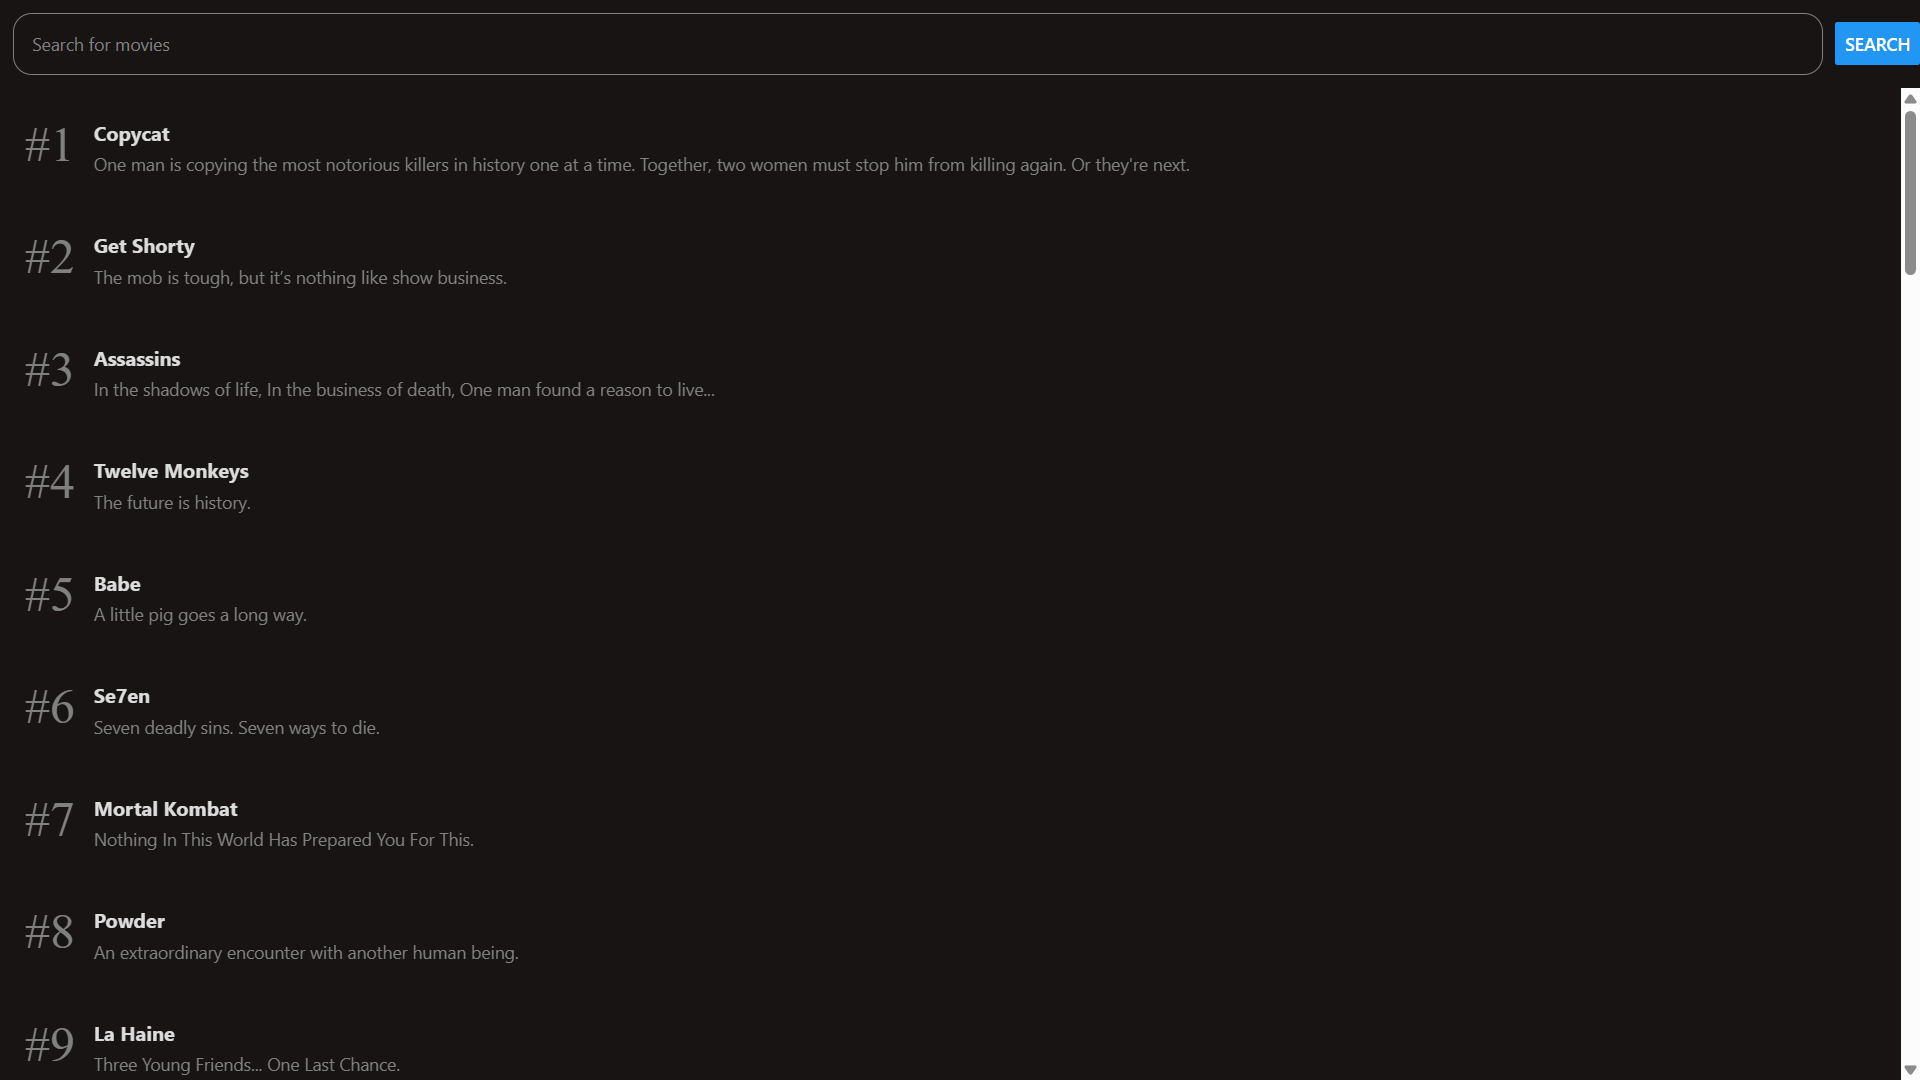 Search for movies
SEARCH
#1
Copycat
One man is copying the most notorious killers in history one at a time. Together, two women must stop him from killing again. Or they're next.
#2
Get Shorty
The mob is tough, but it’s nothing like show business.
#3
Assassins
In the shadows of life, In the business of death, One man found a reason to live...
#4
Twelve Monkeys
The future is history.
#5
Babe
A little pig goes a long way.
#6
Se7en
Seven deadly sins. Seven ways to die.
#7
Mortal Kombat
Nothing In This World Has Prepared You For This.
#8
Powder
An extraordinary encounter with another human being.
#9
La Haine
Three Young Friends... One Last Chance.